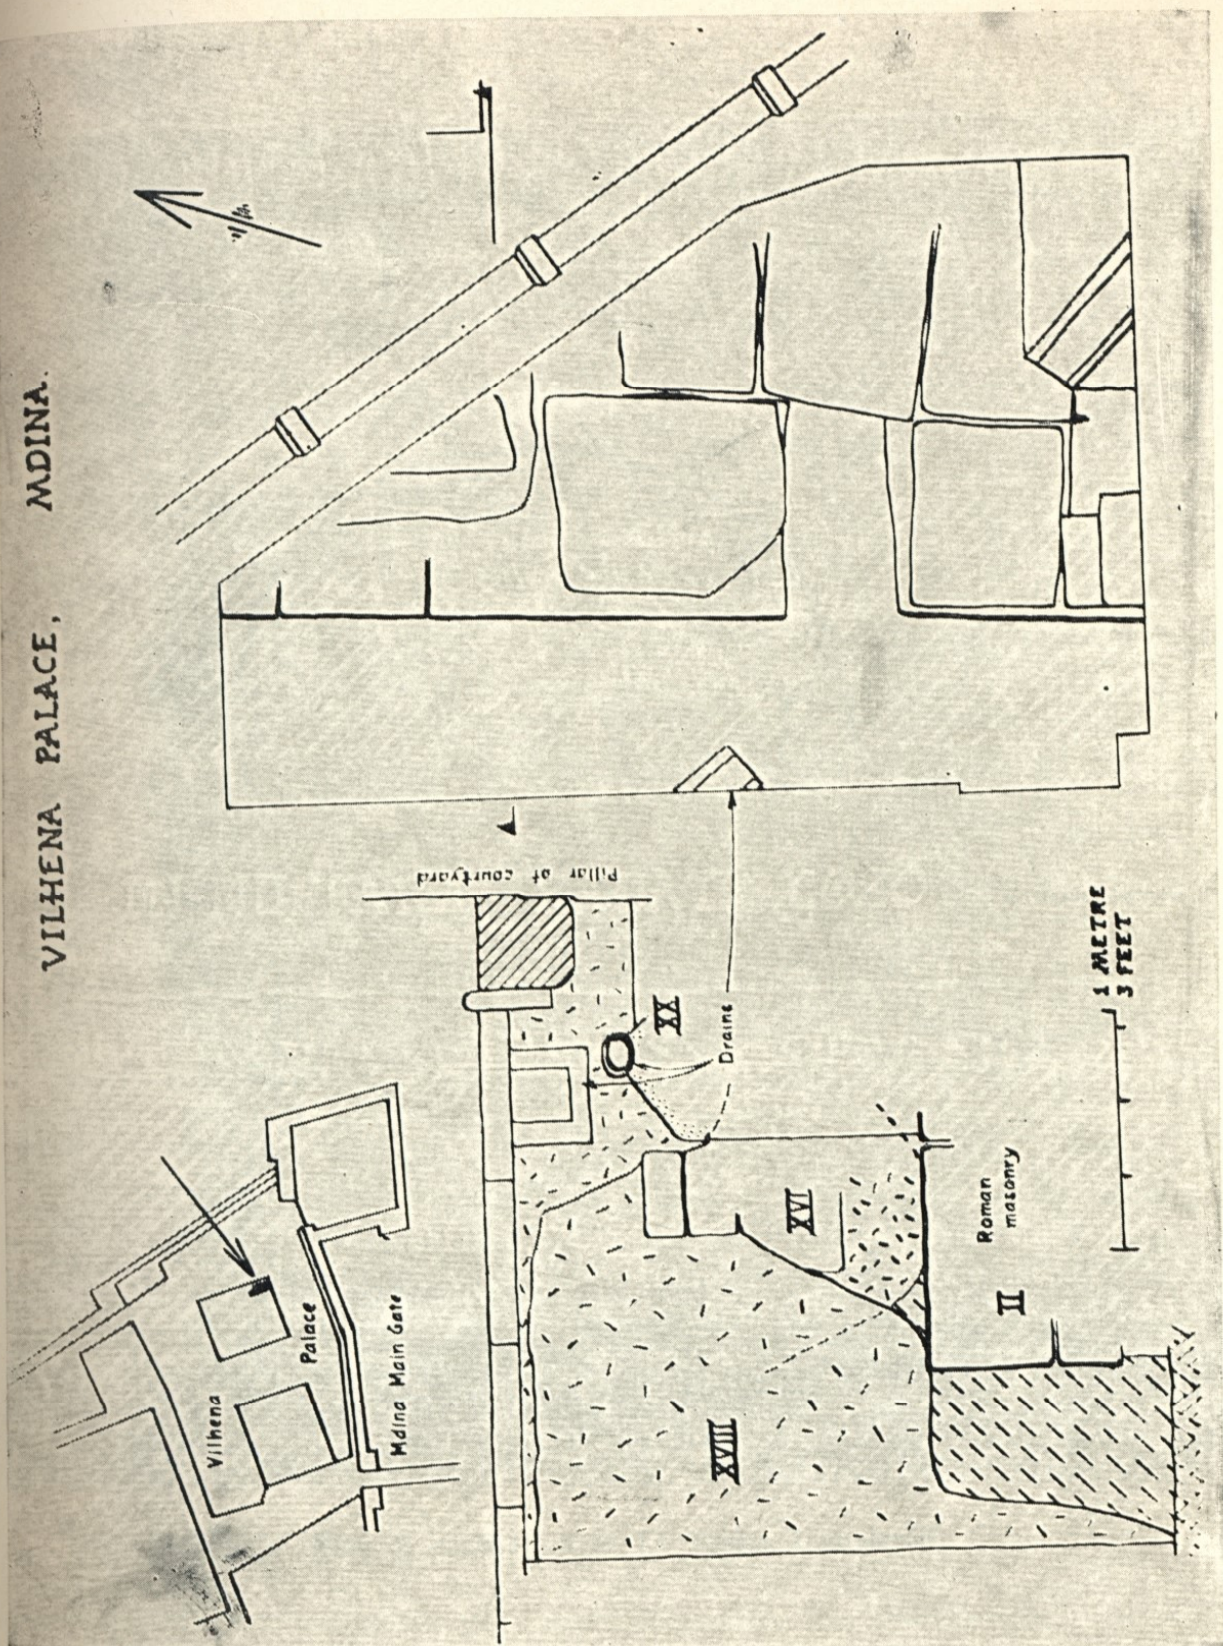 VILHENA PALACE, MDINA.
Vilhena
Palace
Mdina Main Gate
Pillar of courtyard
XX
Drains
XVI
XVIII
Roman
masonry
II
1 METRE
3 FEET